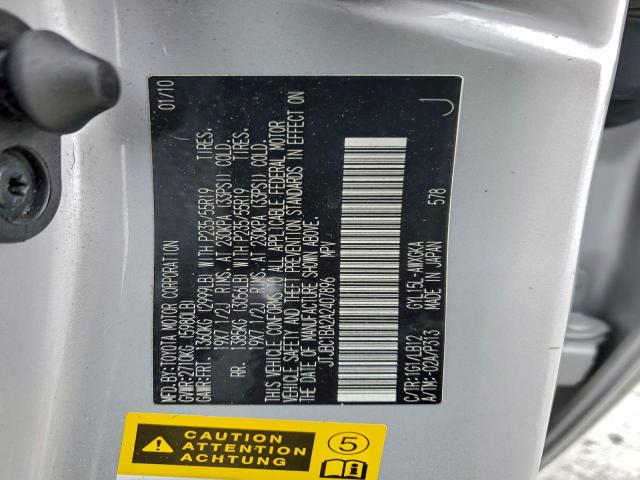 MFD.BY:TOYOTA MOTOR CORPORATION 01/10
GVWR:2710KG (5980LB)
GAWR:FRT. 1360KG (2999LB) WITH P235/55R19 TIRES,
19X7 1/2J RIMS, AT 230KPA (33PSI) COLD.
RR. 1385KG (3056LB) WITH P235/55R19 TIRES,
19X7 1/2J RIMS, AT 230KPA (33PSI) COLD.
THIS VEHICLE CONFORMS TO ALL APPLICABLE FEDERAL MOTOR
VEHICLE SAFETY AND THEFT PREVENTION STANDARDS IN EFFECT ON
THE DATE OF MANUFACTURE SHOWN ABOVE.
JTJBC1BA2A2407896 MPV
C/TR:1G1/LB12 GYL15L-AWXGKA
A/TM:-02A/P313 MADE IN JAPAN 578
J
CAUTION
ATTENTION
ACHTUNG
5